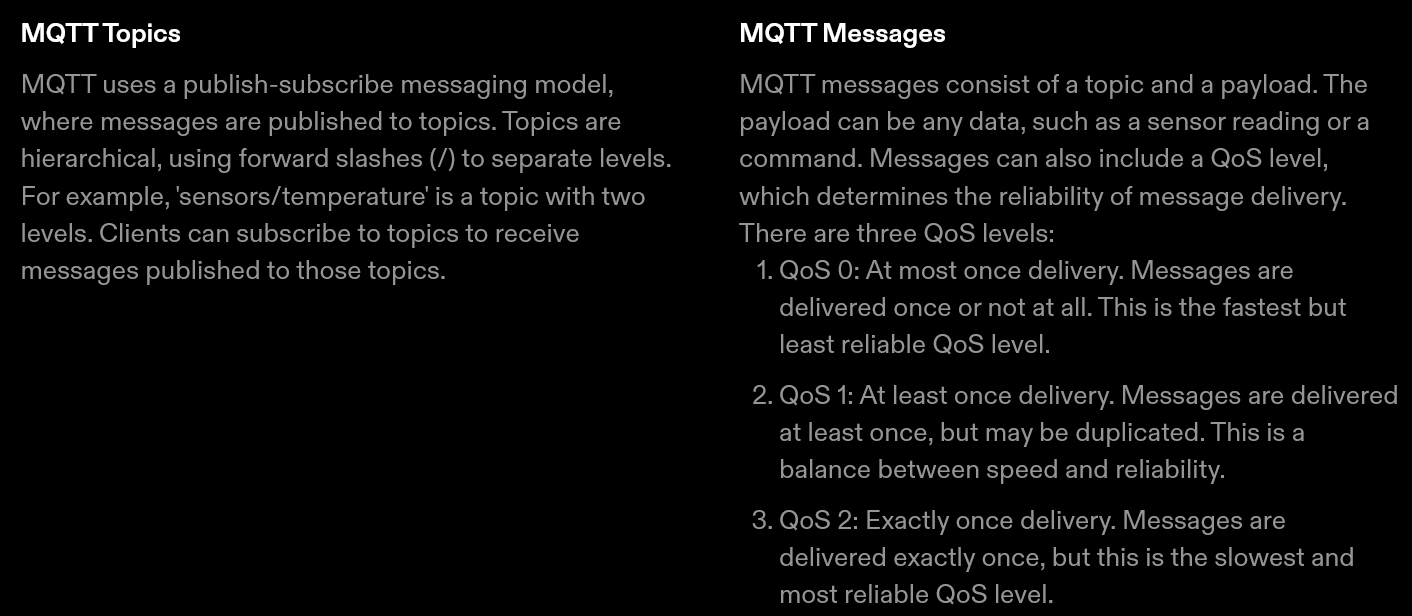 MQTT Topics
MQTT uses a publish-subscribe messaging model,
where messages are published to topics. Topics are
hierarchical, using forward slashes (/) to separate levels.
For example, 'sensors/temperature' is a topic with two
levels. Clients can subscribe to topics to receive
messages published to those topics.
MQTT Messages
MQTT messages consist of a topic and a payload. The
payload can be any data, such as a sensor reading or a
command. Messages can also include a QoS level,
which determines the reliability of message delivery.
There are three QoS levels:
1. QoS 0: At most once delivery. Messages are
delivered once or not at all. This is the fastest but
least reliable QoS level.
2. QoS 1: At least once delivery. Messages are delivered
at least once, but may be duplicated. This is a
balance between speed and reliability.
3. QoS 2: Exactly once delivery. Messages are
delivered exactly once, but this is the slowest and
most reliable QoS level.